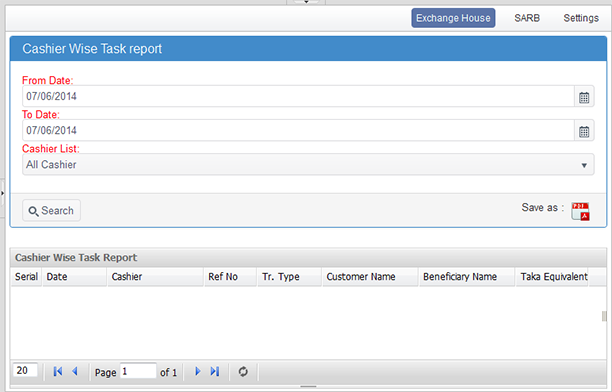 Exchange House SARB Settings
Cashier Wise Task report
From Date:
07/06/2014
To Date:
07/06/2014
Cashier List:
All Cashier
Search Save as : PDF
Cashier Wise Task Report
Serial Date Cashier Ref No Tr. Type Customer Name Beneficiary Name Taka Equivalent
20 Page 1 of 1